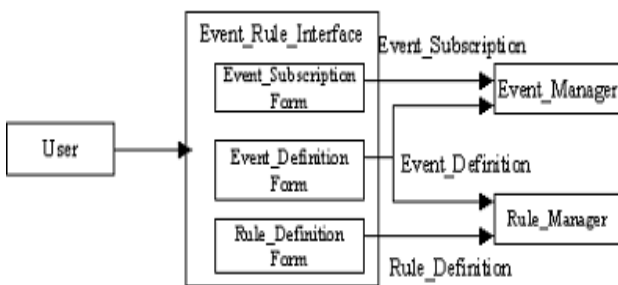 Event_Rule_Interface
Event_Subscription
Event_Subscription
Form
Event_Manager
User
Event_Definition
Form
Event_Definition
Rule_Definition
Form
Rule_Manager
Rule_Definition